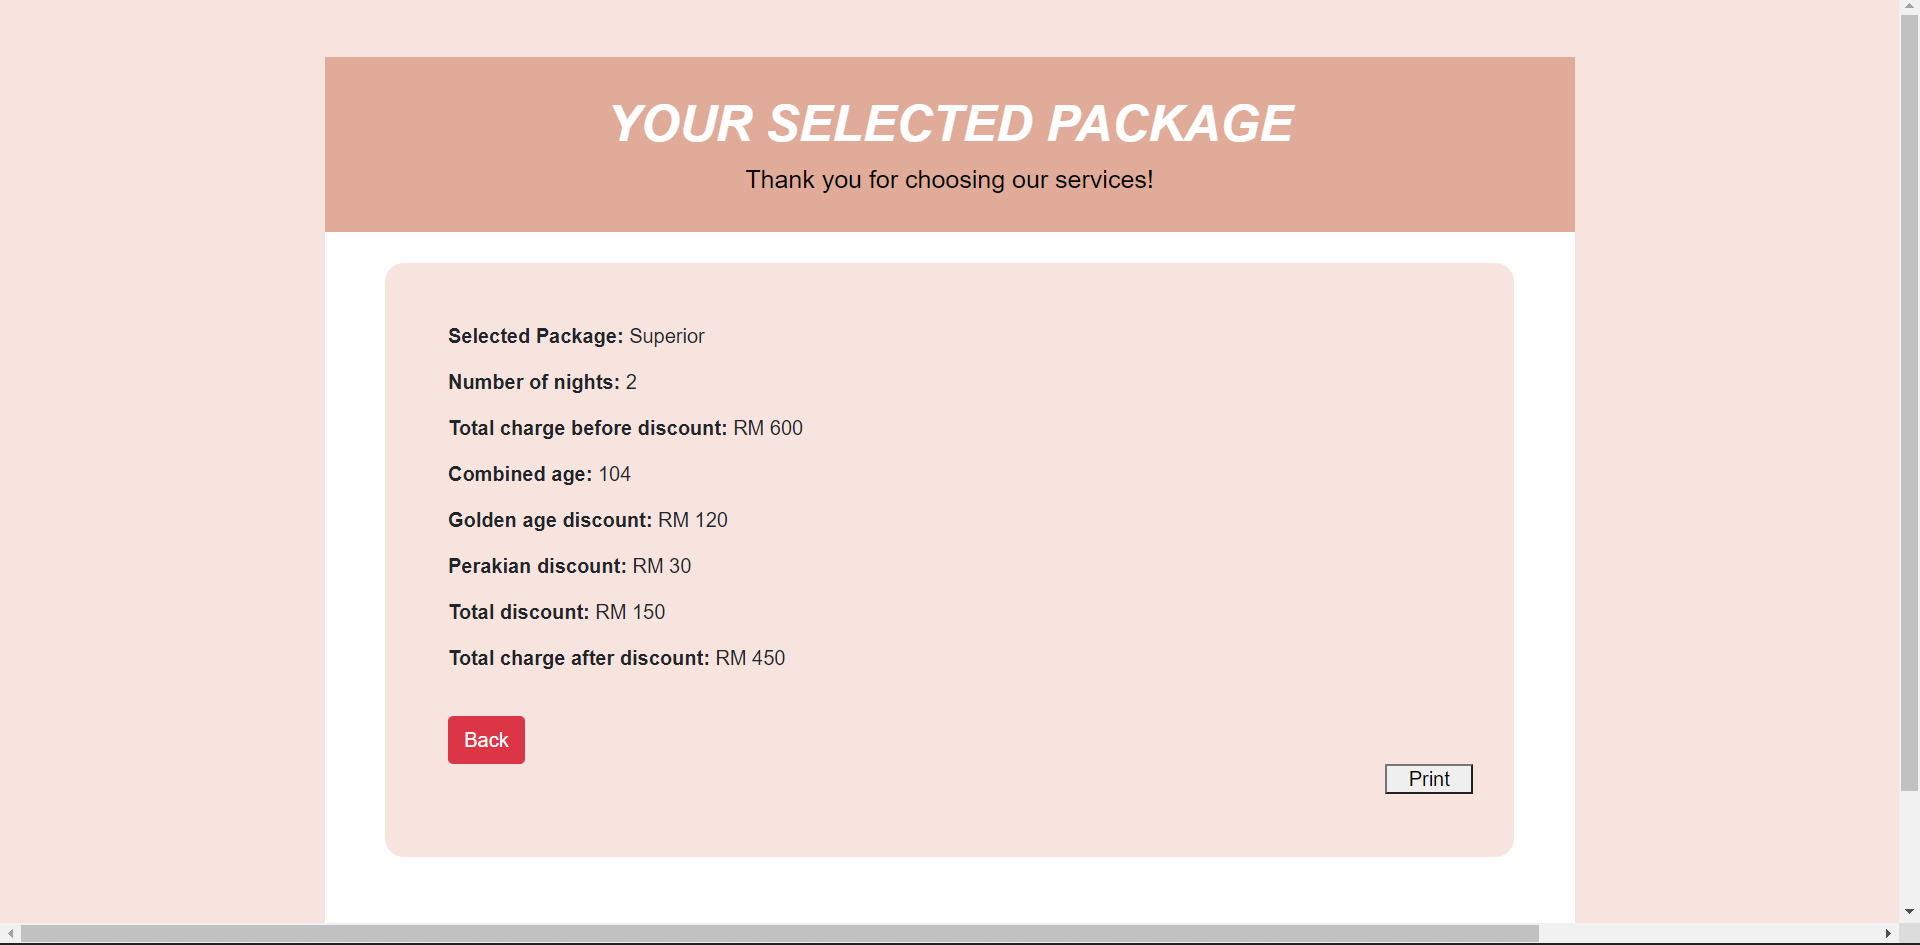 YOUR SELECTED PACKAGE
Thank you for choosing our services!
Selected Package: Superior
Number of nights: 2
Total charge before discount: RM 600
Combined age: 104
Golden age discount: RM 120
Perakian discount: RM 30
Total discount: RM 150
Total charge after discount: RM 450
Back
Print